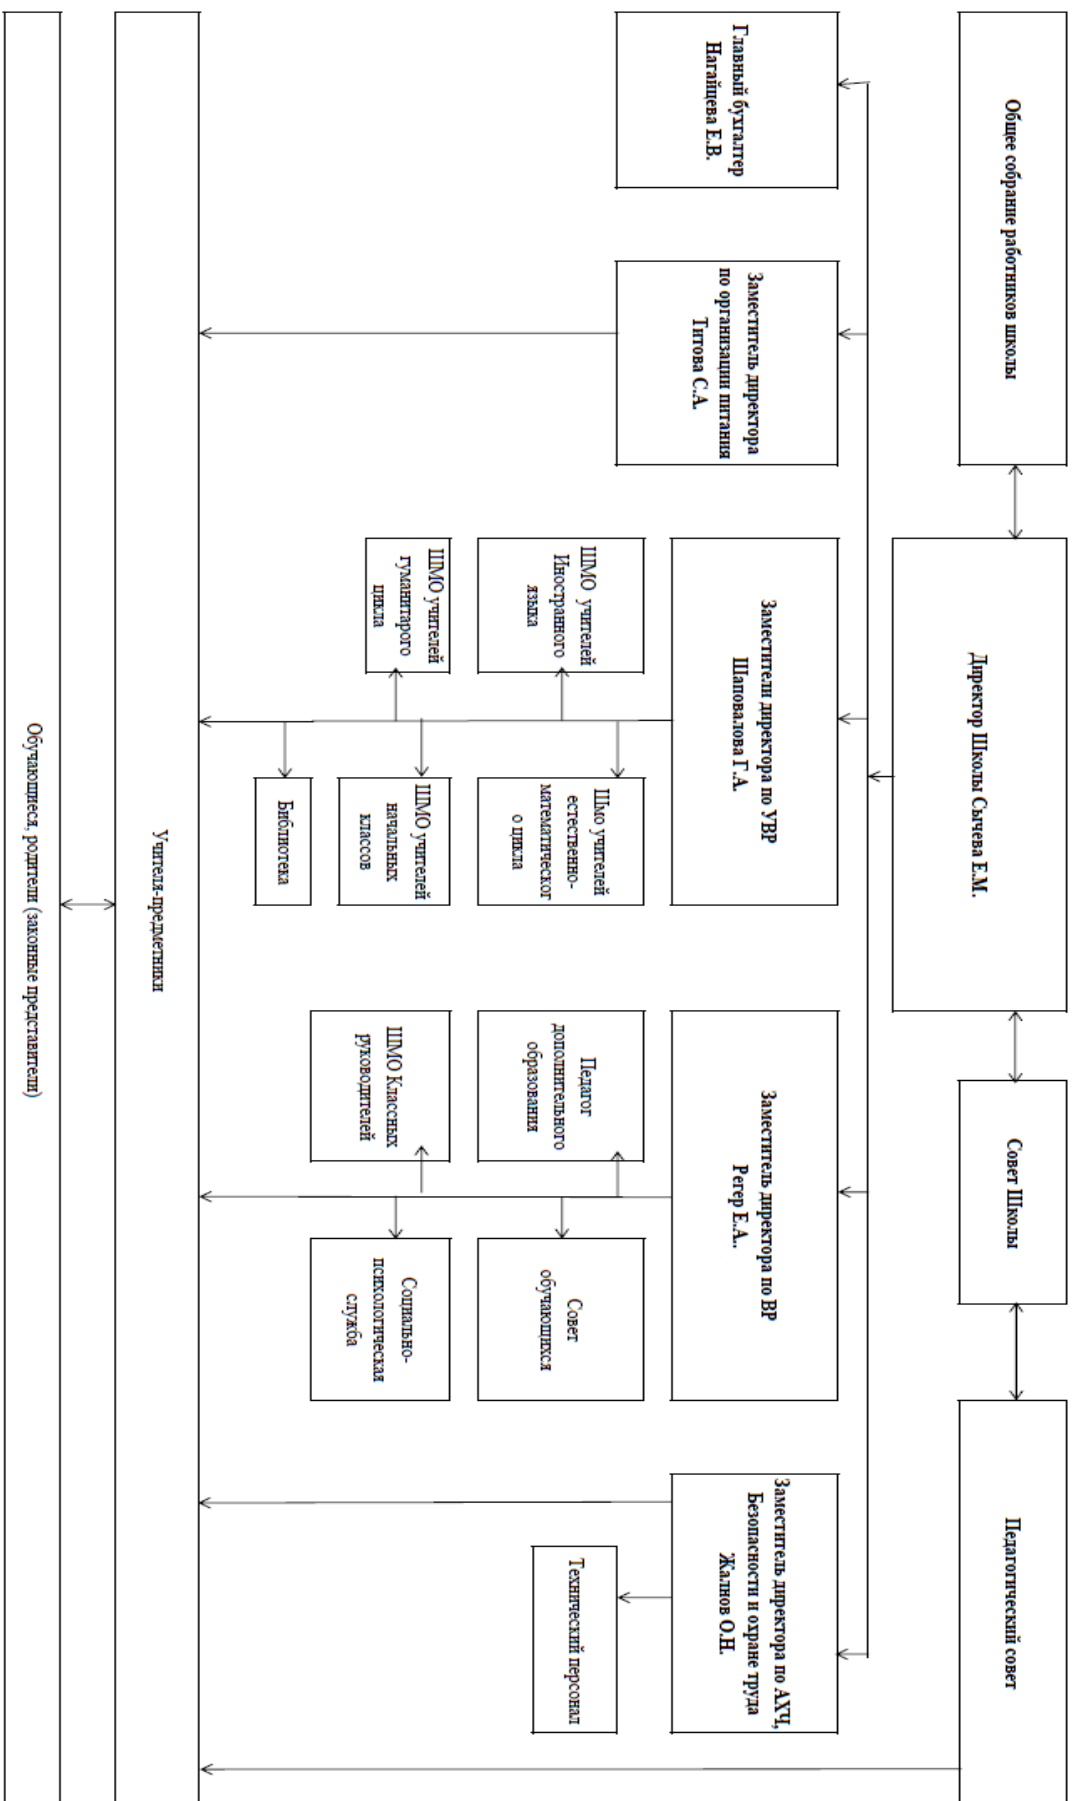 Общее собрание работников школы
Директор Школы Сычева Е.М.
Совет Школы
Педагогический совет
Главный бухгалтер
Нагайцева Е.В.
Заместитель директора
по организации питания
Титова С.А.
Заместители директора по УВР
Шаповалова Г.А.
Заместитель директора по ВР
Регер Е.А..
Заместитель директора по АХЧ,
Безопасности и охране труда
Жалнов О.Н.
ШМО учителей
Иностранного
языка
Шмо учителей
естественно-
математическог
о цикла
Педагог
дополнительного
образования
Совет
обучающихся
Технический персонал
ШМО учителей
гуманитарого
цикла
ШМО учителей
начальных
классов
ШМО Классных
руководителей
Социально-
психологическая
служба
Библиотека
Учителя-предметники
Обучающиеся, родители (законные представители)